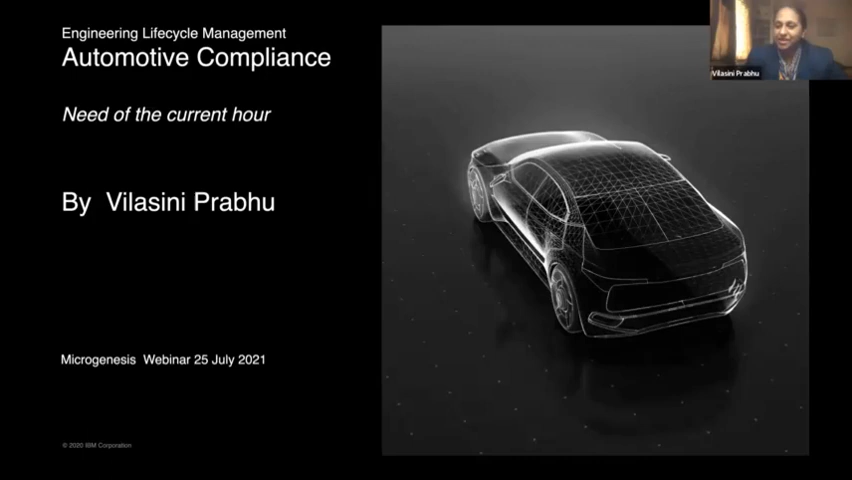 Engineering Lifecycle Management
Automotive Compliance
Need of the current hour
By Vilasini Prabhu
Microgenesis Webinar 25 July 2021
© 2020 IBM Corporation
Vilasini Prabhu